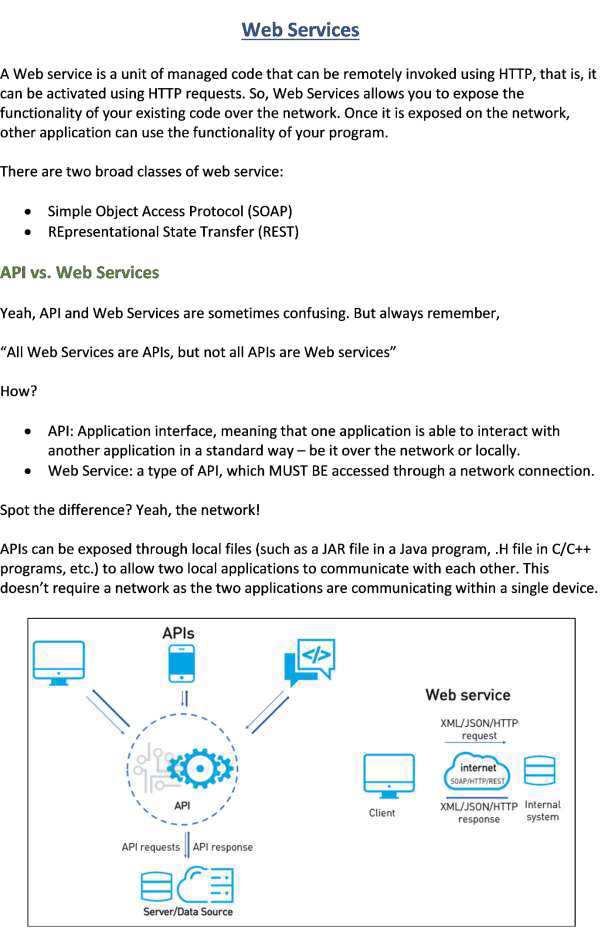 Web Services
A Web service is a unit of managed code that can be remotely invoked using HTTP, that is, it
can be activated using HTTP requests. So, Web Services allows you to expose the
functionality of your existing code over the network. Once it is exposed on the network,
other application can use the functionality of your program.
There are two broad classes of web service:
• Simple Object Access Protocol (SOAP)
• REpresentational State Transfer (REST)
API vs. Web Services
Yeah, API and Web Services are sometimes confusing. But always remember,
“All Web Services are APIs, but not all APIs are Web services”
How?
• API: Application interface, meaning that one application is able to interact with
another application in a standard way – be it over the network or locally.
• Web Service: a type of API, which MUST BE accessed through a network connection.
Spot the difference? Yeah, the network!
APIs can be exposed through local files (such as a JAR file in a Java program, .H file in C/C++
programs, etc.) to allow two local applications to communicate with each other. This
doesn’t require a network as the two applications are communicating within a single device.
APIs
</>
API
API requests
API response
Server/Data Source
Web service
XML/JSON/HTTP
request
internet
SOAP/HTTP/REST
XML/JSON/HTTP
response
Client
Internal
system